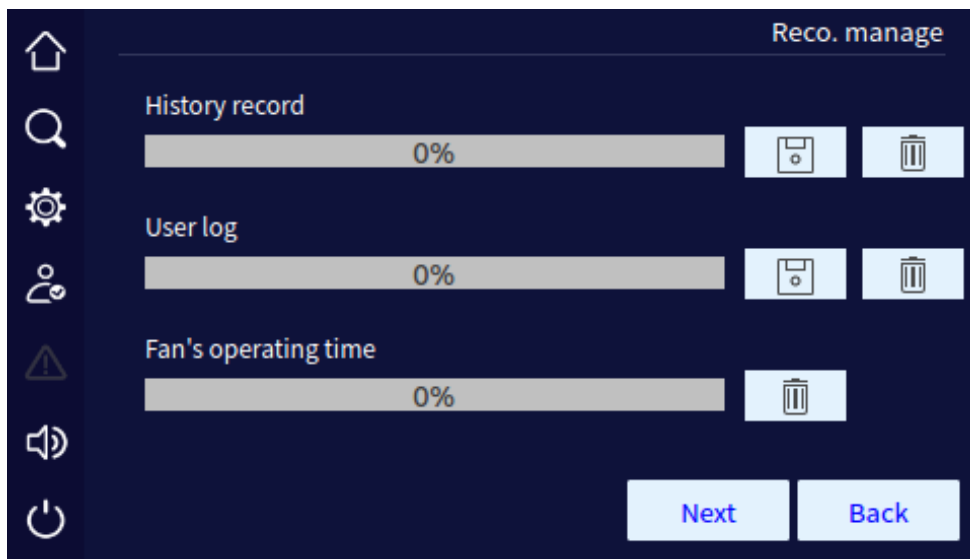 Reco. manage
History record
0%
User log
0%
Fan's operating time
0%
Next Back